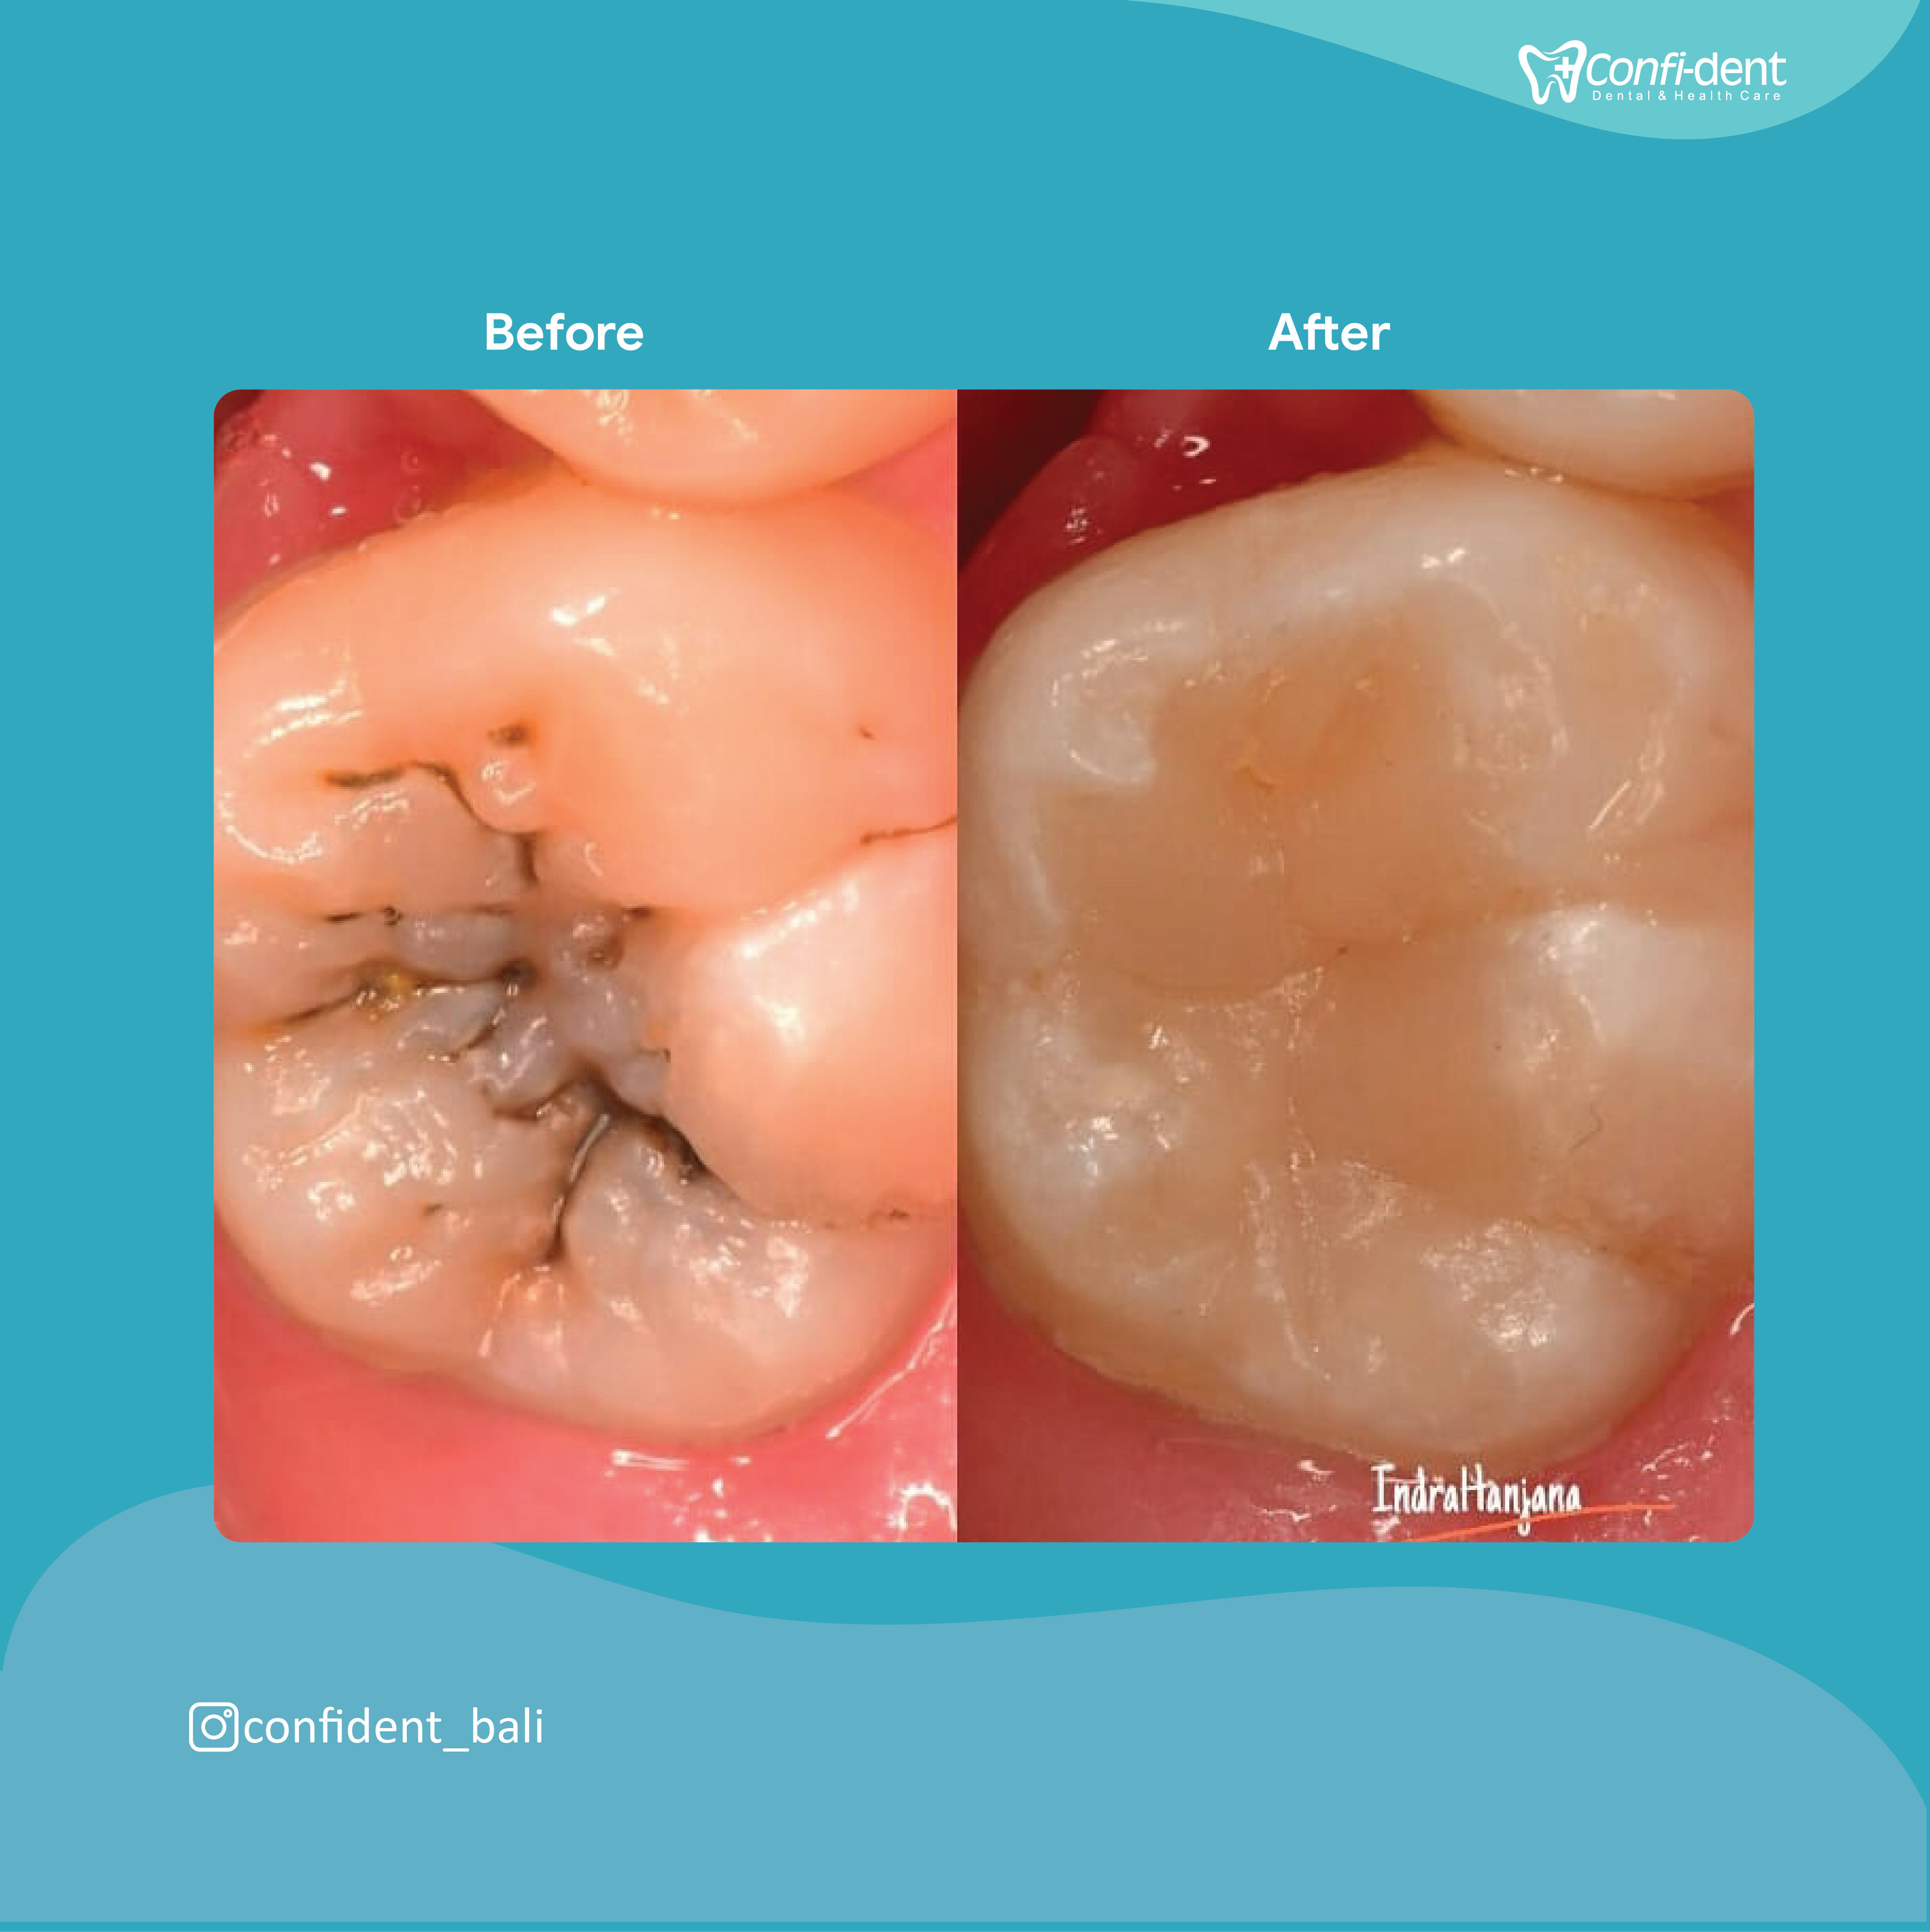 Confi-dent
Dental & Health Care
Before
After
IndraHanjana
confident_bali